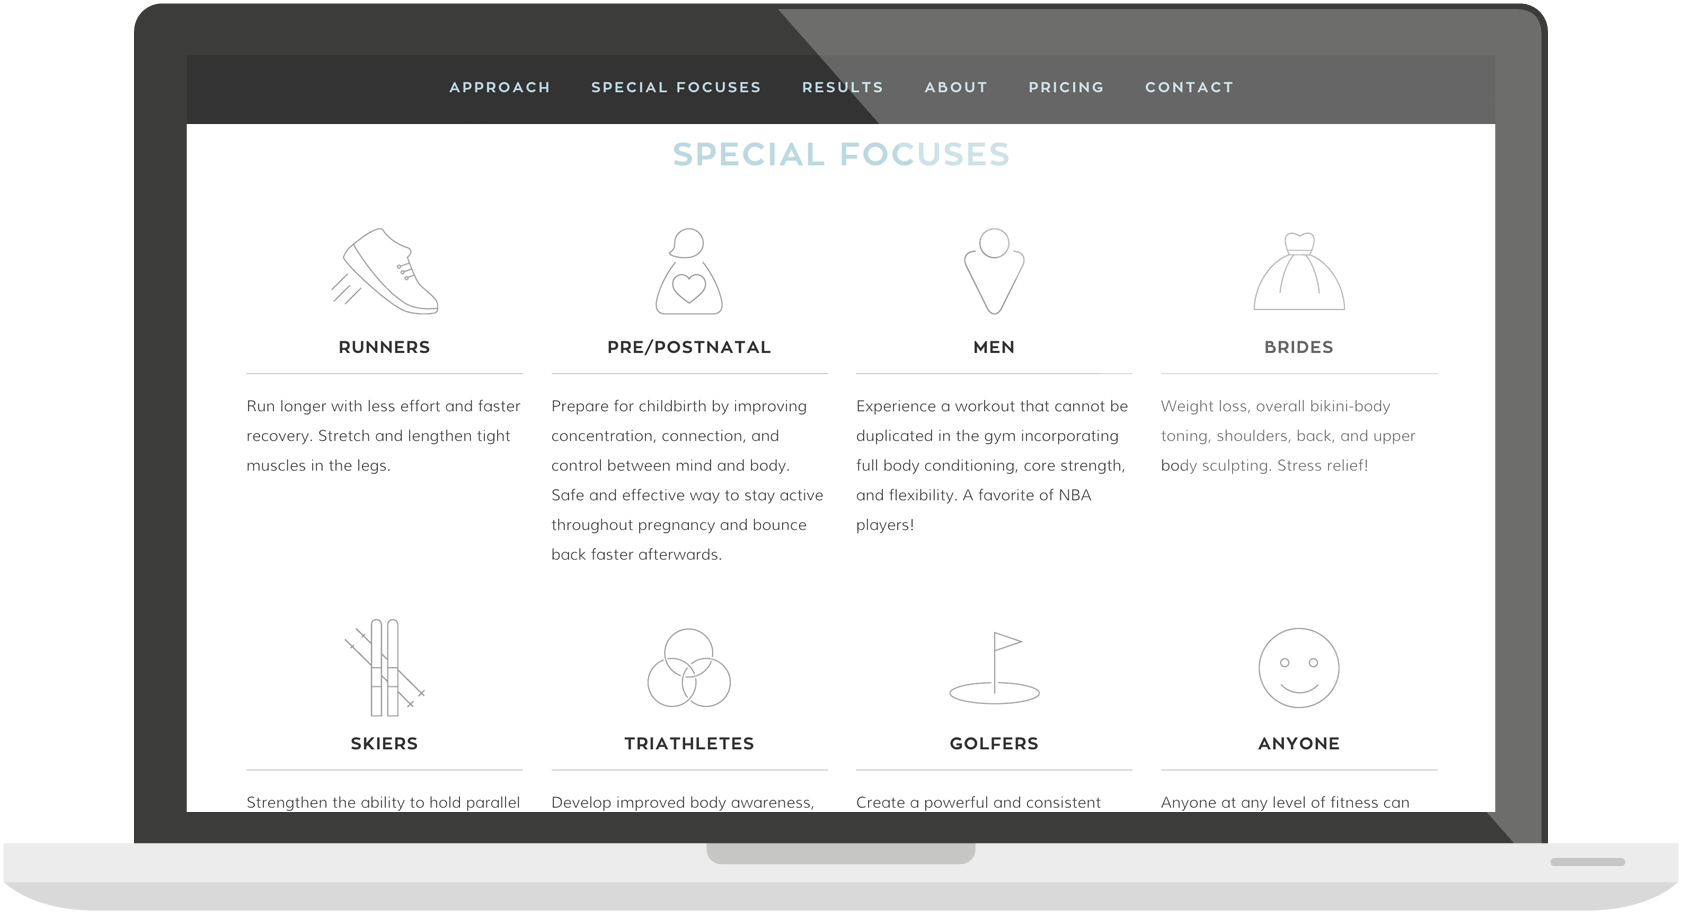 APPROACH SPECIAL FOCUSES RESULTS ABOUT PRICING CONTACT
SPECIAL FOCUSES
RUNNERS
Run longer with less effort and faster
recovery. Stretch and lengthen tight
muscles in the legs.
PRE/POSTNATAL
Prepare for childbirth by improving
concentration, connection, and
control between mind and body.
Safe and effective way to stay active
throughout pregnancy and bounce
back faster afterwards.
MEN
Experience a workout that cannot be
duplicated in the gym incorporating
full body conditioning, core strength,
and flexibility. A favorite of NBA
players!
BRIDES
Weight loss, overall bikini-body
toning, shoulders, back, and upper
body sculpting. Stress relief!
SKIERS
Strengthen the ability to hold parallel
TRIATHLETES
Develop improved body awareness,
GOLFERS
Create a powerful and consistent
ANYONE
Anyone at any level of fitness can